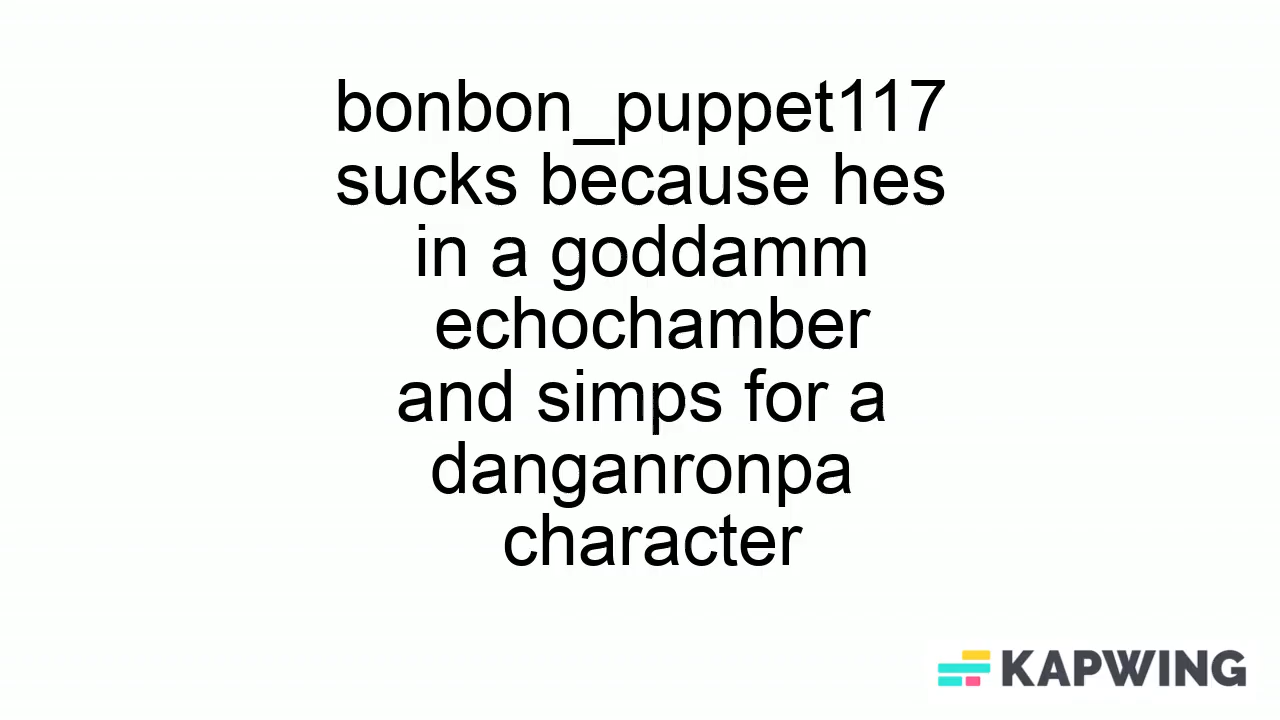 bonbon_puppet117
sucks because hes
in a goddamm
echochamber
and simps for a
danganronpa
character
KAPWING